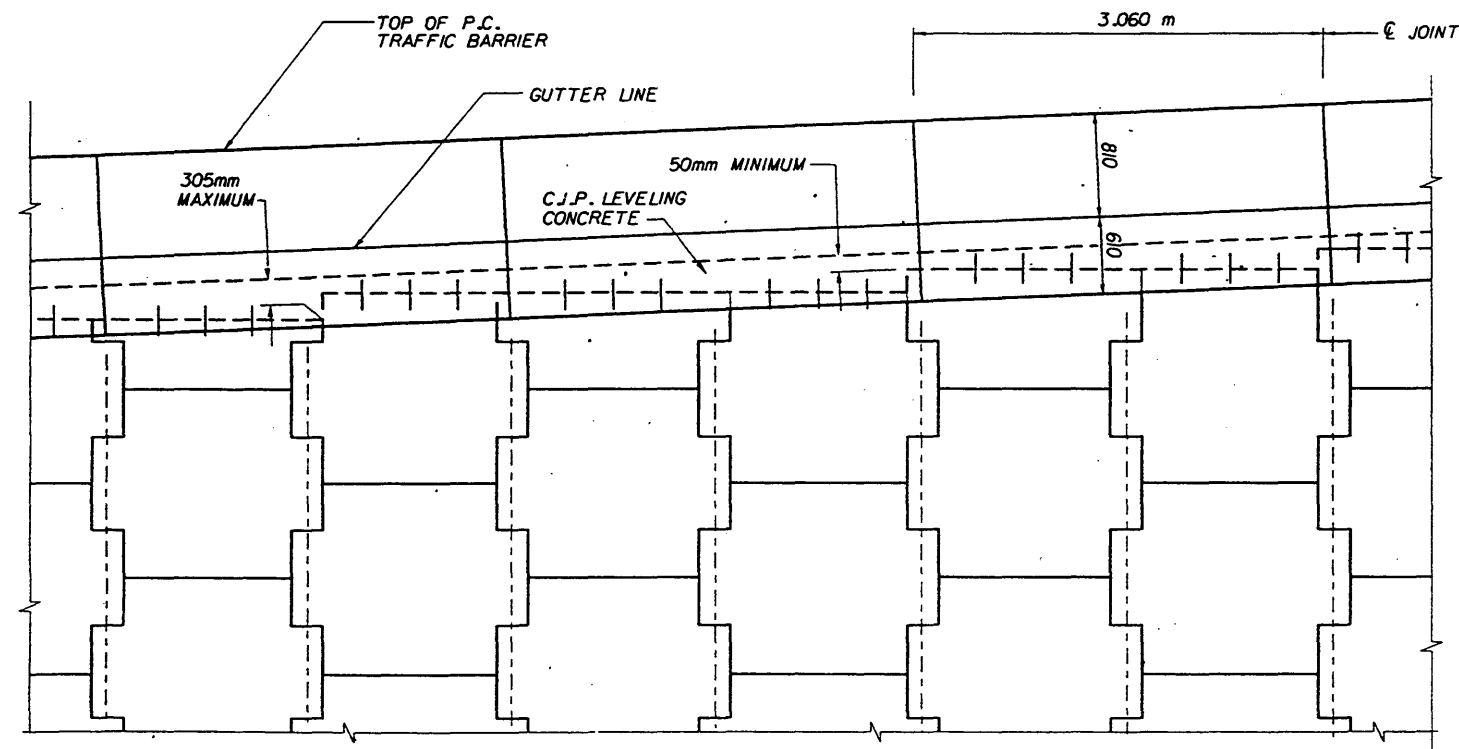 TOP OF P.C.
TRAFFIC BARRIER
3.060 m
℄ JOINT
GUTTER LINE
50mm MINIMUM
810
305mm
MAXIMUM
C.I.P. LEVELING
CONCRETE
610